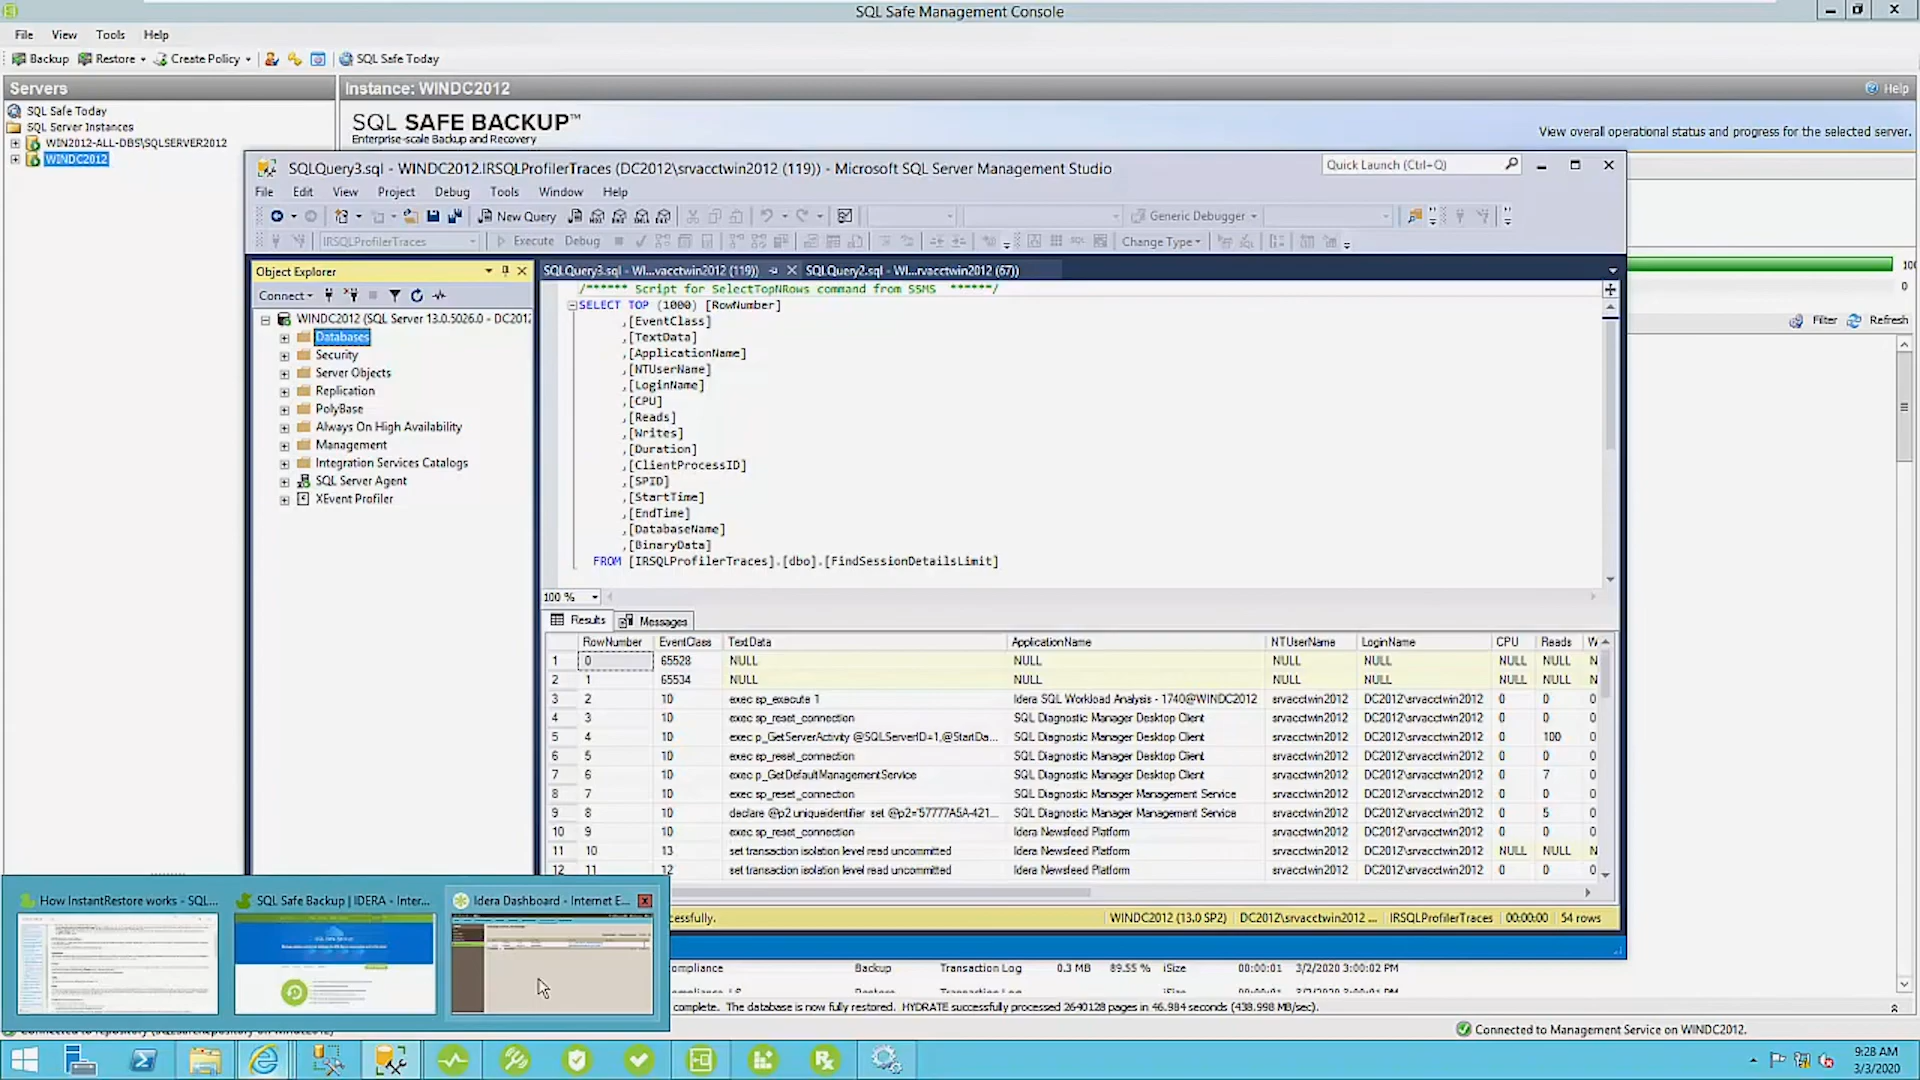 SQL Safe Management Console
File View Tools Help
Backup Restore Create Policy SQL Safe Today
Servers
Instance: WINDC2012
Help
SQL Safe Today
SQL Server Instances
WIN2012-ALL-DBS\SQLSERVER2012
WINDC2012
SQL SAFE BACKUP™
Enterprise-scale Backup and Recovery
View overall operational status and progress for the selected server.
SQLQuery3.sql - WINDC2012.IRSQLProfilerTraces (DC2012\srvacctwin2012 (119)) - Microsoft SQL Server Management Studio
Quick Launch (Ctrl+Q)
File Edit View Project Debug Tools Window Help
New Query Generic Debugger
IRSQLProfilerTraces Execute Debug Change Type
Object Explorer
Connect
WINDC2012 (SQL Server 13.0.5026.0 - DC2012
Databases
Security
Server Objects
Replication
PolyBase
Always On High Availability
Management
Integration Services Catalogs
SQL Server Agent
XEvent Profiler
SQLQuery3.sql - WI...vacctwin2012 (119)) SQLQuery2.sql - WI...rvacctwin2012 (67))
/****** Script for SelectTopNRows command from SSMS ******/
SELECT TOP (1000) [RowNumber]
,[EventClass]
,[TextData]
,[ApplicationName]
,[NTUserName]
,[LoginName]
,[CPU]
,[Reads]
,[Writes]
,[Duration]
,[ClientProcessID]
,[SPID]
,[StartTime]
,[EndTime]
,[DatabaseName]
,[BinaryData]
FROM [IRSQLProfilerTraces].[dbo].[FindSessionDetailsLimit]
100
0
Filter Refresh
100 %
Results Messages
RowNumber EventClass TextData ApplicationName NTUserName LoginName CPU Reads W
1 0 65528 NULL NULL NULL NULL NULL NULL N
2 1 65534 NULL NULL NULL NULL NULL NULL N
3 2 10 exec sp_execute 1 Idera SQL Workload Analysis - 1740@WINDC2012 srvacctwin2012 DC2012\srvacctwin2012 0 0 0
4 3 10 exec sp_reset_connection SQL Diagnostic Manager Desktop Client srvacctwin2012 DC2012\srvacctwin2012 0 0 0
5 4 10 exec p_GetServerActivity @SQLServerID=1,@StartDa... SQL Diagnostic Manager Desktop Client srvacctwin2012 DC2012\srvacctwin2012 0 100 0
6 5 10 exec sp_reset_connection SQL Diagnostic Manager Desktop Client srvacctwin2012 DC2012\srvacctwin2012 0 0 0
7 6 10 exec p_GetDefaultManagementService SQL Diagnostic Manager Desktop Client srvacctwin2012 DC2012\srvacctwin2012 0 7 0
8 7 10 exec sp_reset_connection SQL Diagnostic Manager Management Service srvacctwin2012 DC2012\srvacctwin2012 0 0 0
9 8 10 declare @p2 uniqueidentifier set @p2='57777A5A-421... SQL Diagnostic Manager Management Service srvacctwin2012 DC2012\srvacctwin2012 0 5 0
10 9 10 exec sp_reset_connection Idera Newsfeed Platform srvacctwin2012 DC2012\srvacctwin2012 0 0 0
11 10 13 set transaction isolation level read uncommitted Idera Newsfeed Platform srvacctwin2012 DC2012\srvacctwin2012 NULL NULL N
12 11 12 set transaction isolation level read uncommitted Idera Newsfeed Platform srvacctwin2012 DC2012\srvacctwin2012 0 0 0
How InstantRestore works - SQL... SQL Safe Backup | IDERA - Inter... Idera Dashboard - Internet E...
cessfully. WINDC2012 (13.0 SP2) DC2012\srvacctwin2012 ... IRSQLProfilerTraces 00:00:00 54 rows
ompliance Backup Transaction Log 0.3 MB 89.55 % iSize 00:00:01 3/2/2020 3:00:02 PM
complete. The database is now fully restored. HYDRATE successfully processed 2640128 pages in 46.984 seconds (438.998 MB/sec).
Connected to Management Service on WINDC2012.
9:28 AM
3/3/2020